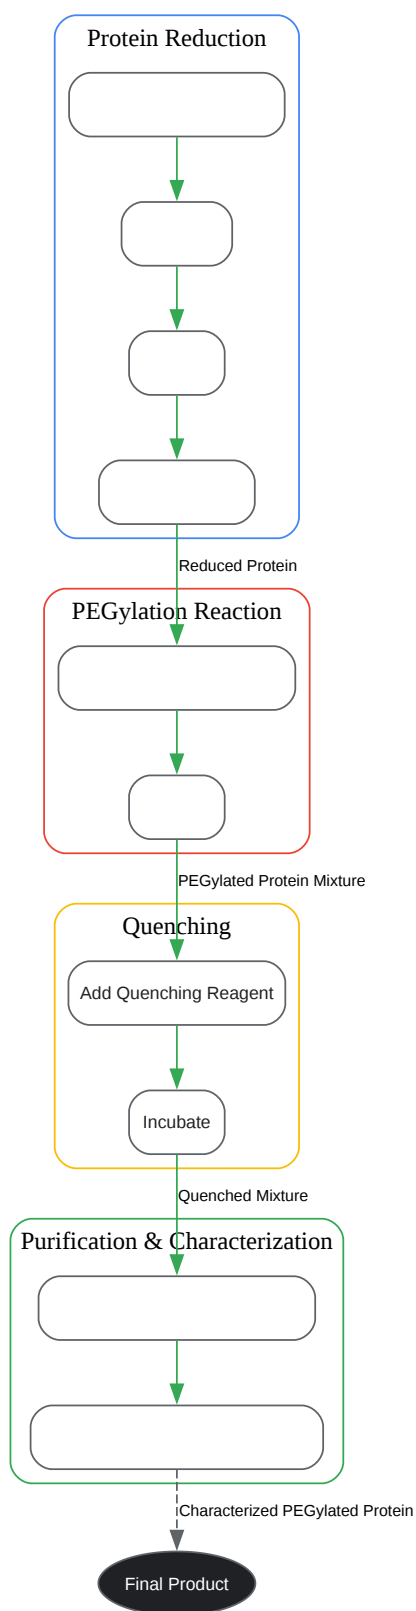 Protein Reduction
Reduced Protein
PEGylation Reaction
PEGylated Protein Mixture
Quenching
Add Quenching Reagent
Incubate
Quenched Mixture
Purification & Characterization
Characterized PEGylated Protein
Final Product